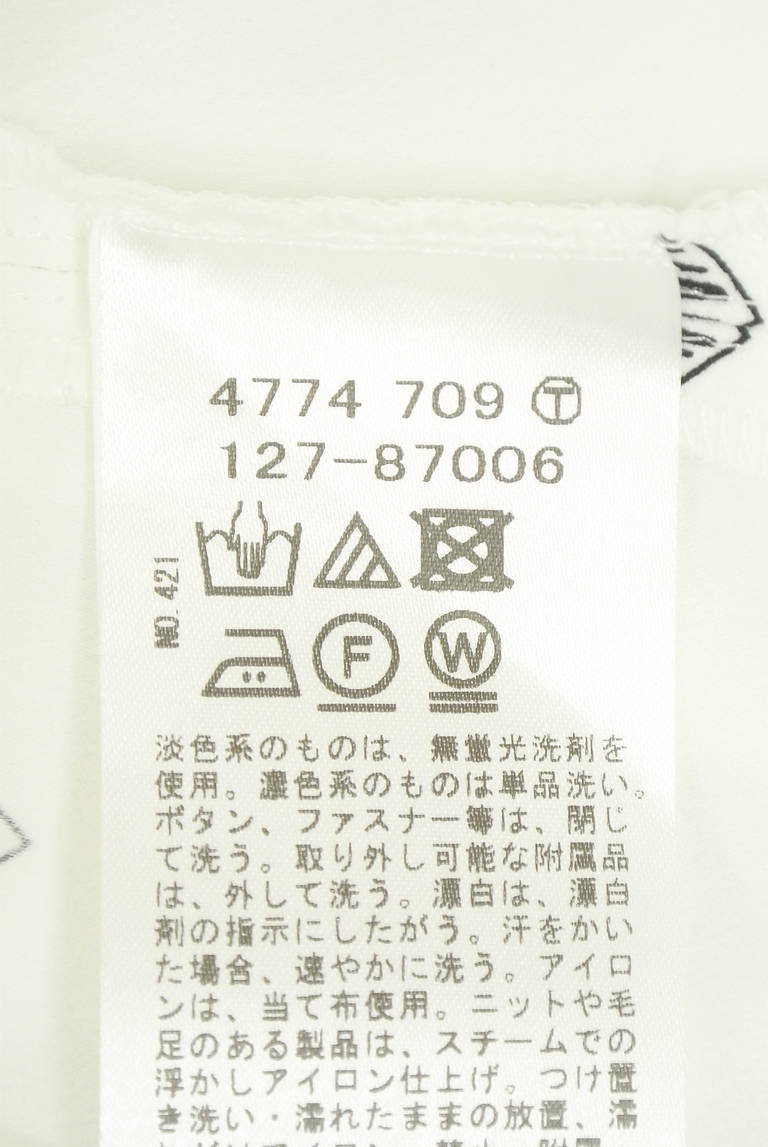 4774 709 Ⓣ
127-87006
NO. 421
F W
淡色系のものは、無蛍光洗剤を
使用。濃色系のものは単品洗い。
ボタン、ファスナー等は、閉じ
て洗う。取り外し可能な附属品
は、外して洗う。漂白は、漂白
剤の指示にしたがう。汗をかい
た場合、速やかに洗う。アイロ
ンは、当て布使用。ニットや毛
足のある製品は、スチームでの
浮かしアイロン仕上げ。つけ置
き洗い・濡れたままの放置、濡